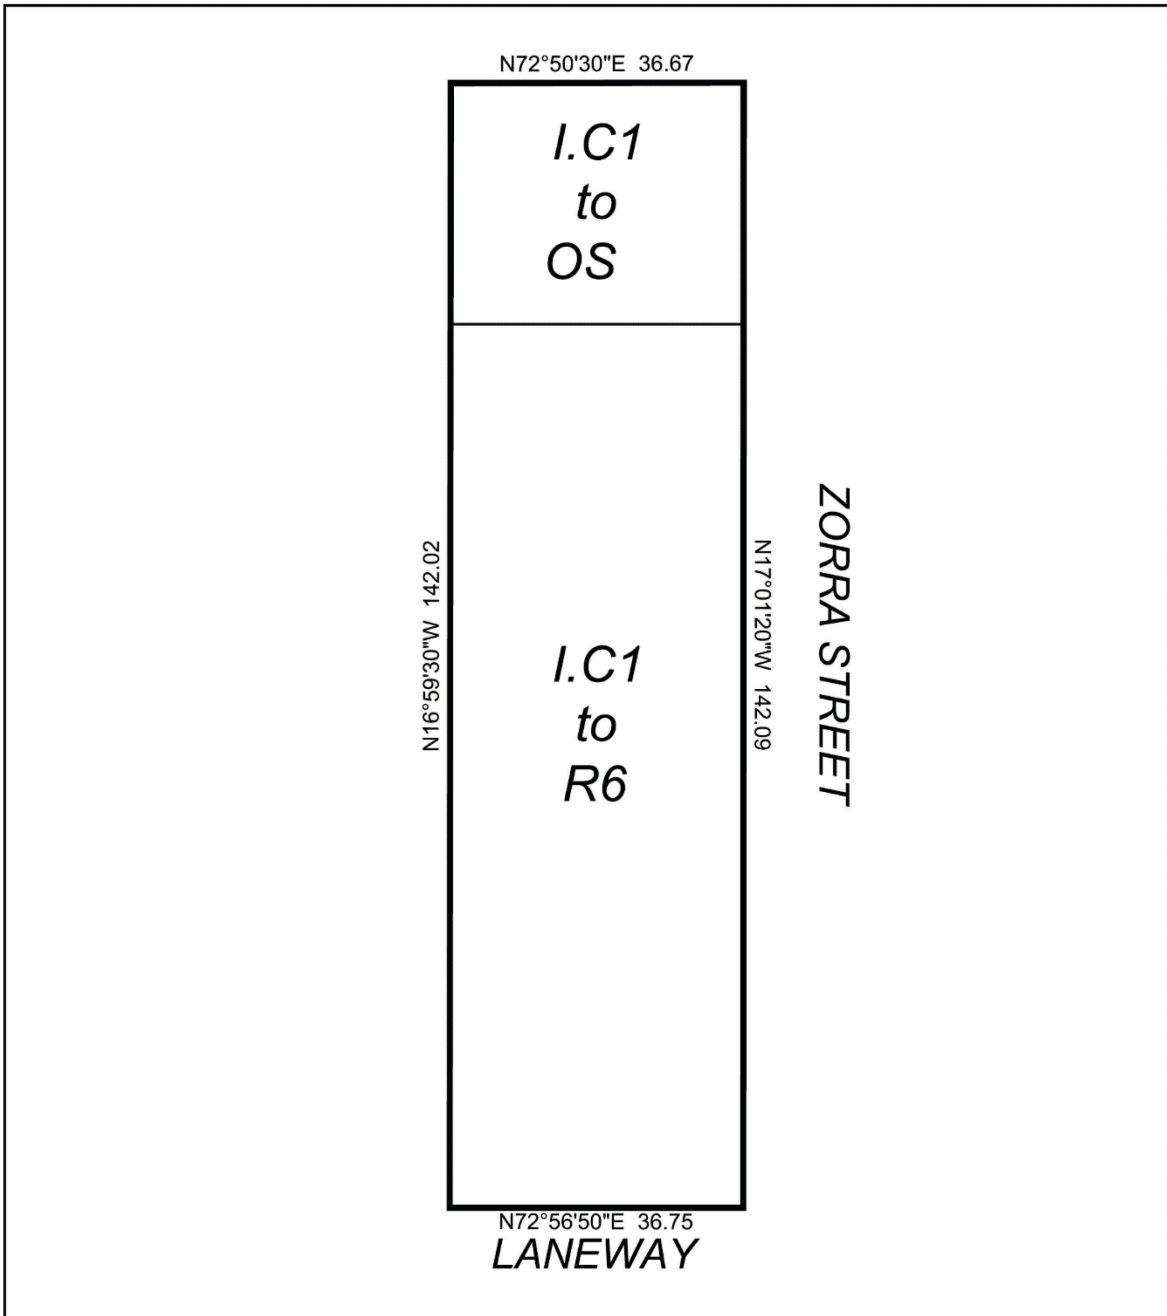 N72°50'30"E 36.67
I.C1
to
OS
N16°59'30"W 142.02
N17°01'20"W 142.09
ZORRA STREET
I.C1
to
R6
N72°56'50"E 36.75
LANEWAY